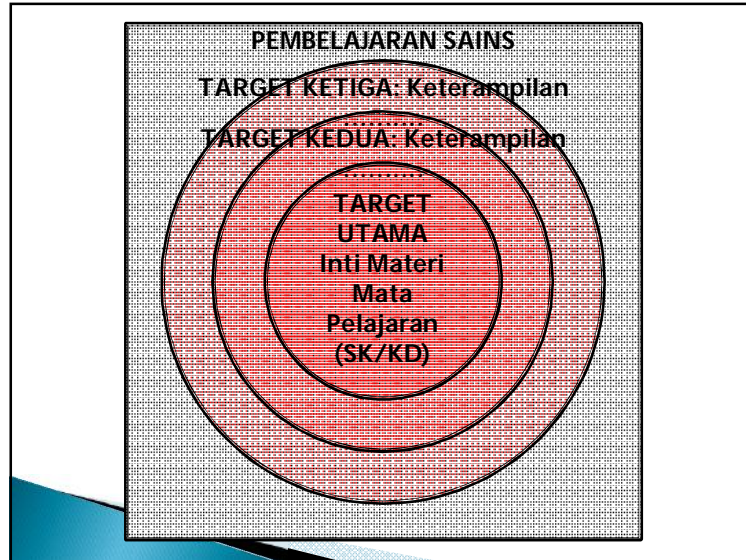 PEMBELAJARAN SAINS
TARGET KETIGA: Keterampilan
..........
TARGET KEDUA: Keterampilan
..........
TARGET
UTAMA
Inti Materi
Mata
Pelajaran
(SK/KD)